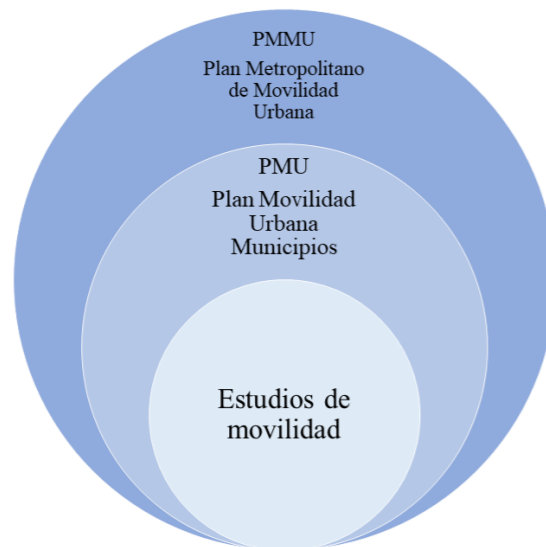 PMMU
Plan Metropolitano
de Movilidad
Urbana
PMU
Plan Movilidad
Urbana
Municipios
Estudios de
movilidad